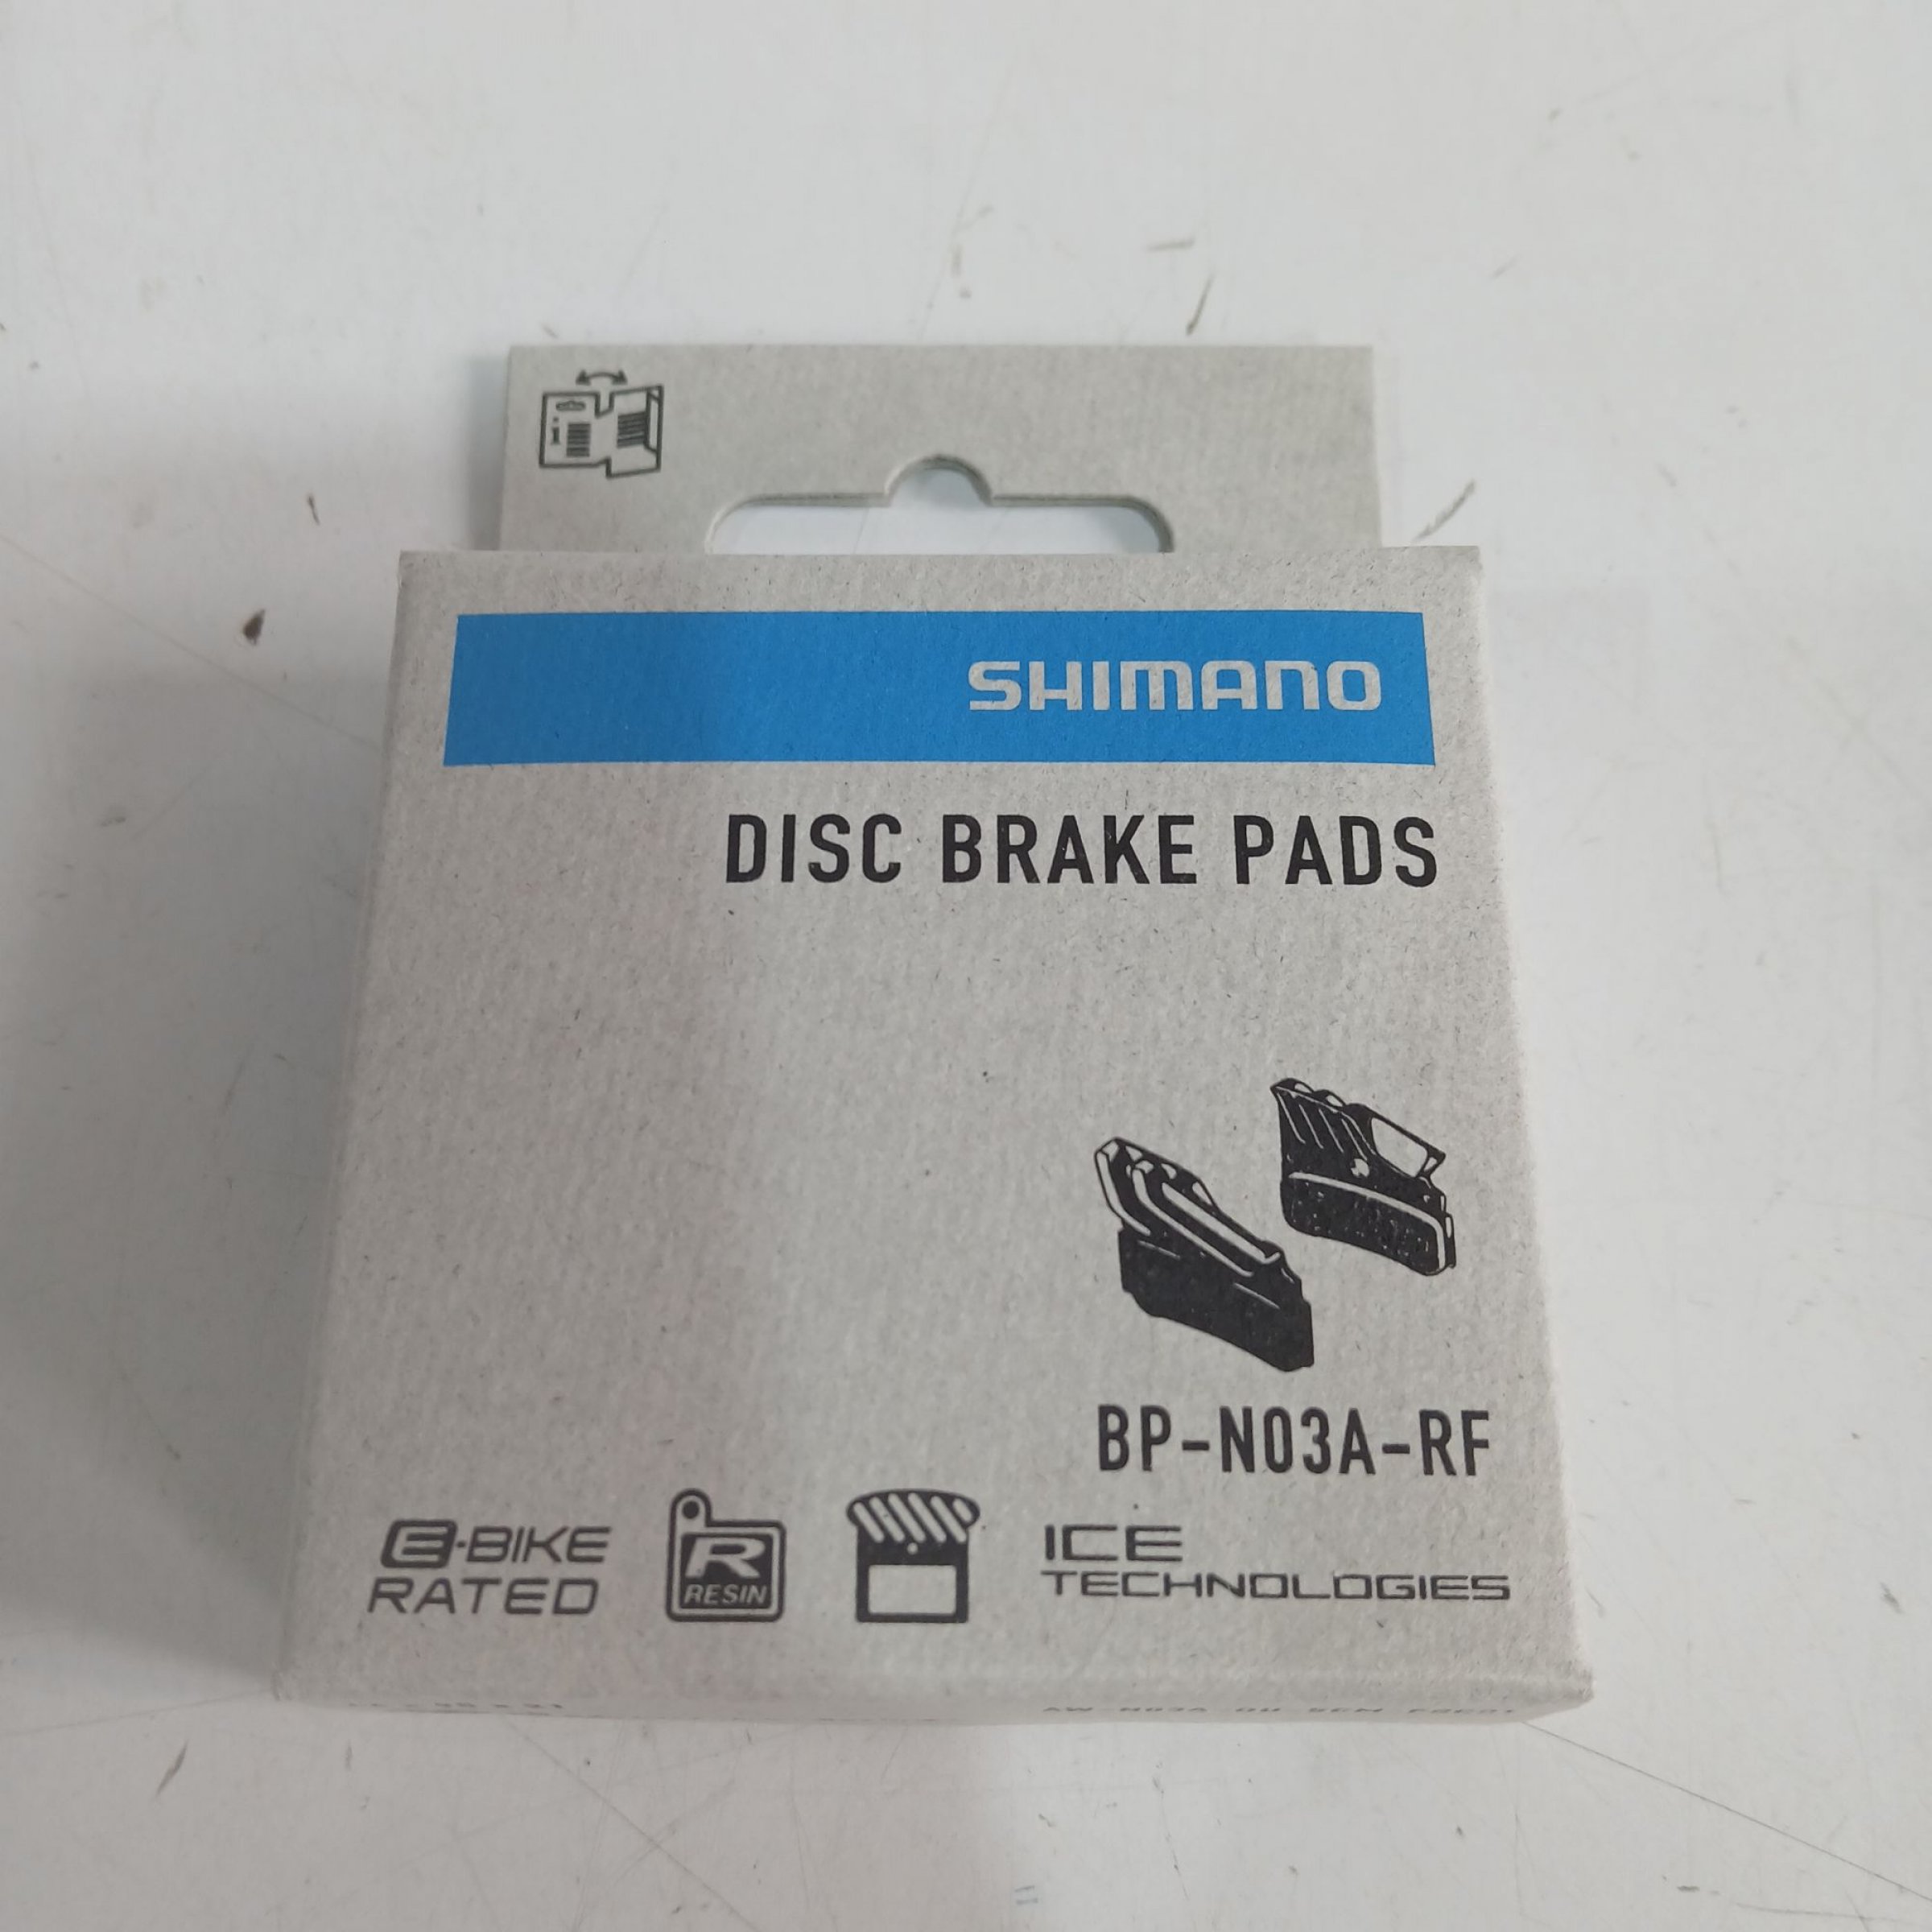 i
SHIMANO
DISC BRAKE PADS
BP-N03A-RF
E-BIKE
RATED
R
RESIN
ICE
TECHNOLOGIES